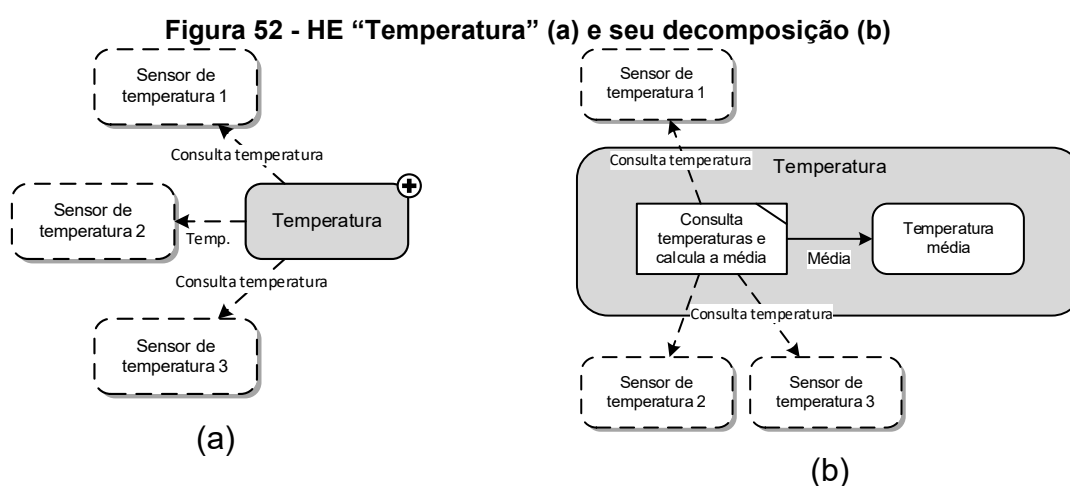 Figura 52 - HE “Temperatura” (a) e seu decomposição (b)
Sensor de
temperatura 1
Consulta temperatura
Sensor de
temperatura 2
Temp.
Temperatura
Consulta temperatura
Sensor de
temperatura 3
(a)
Sensor de
temperatura 1
Consulta temperatura
Temperatura
Consulta
temperaturas e
calcula a média
Média
Temperatura
média
Consulta temperatura
Sensor de
temperatura 2
Sensor de
temperatura 3
(b)